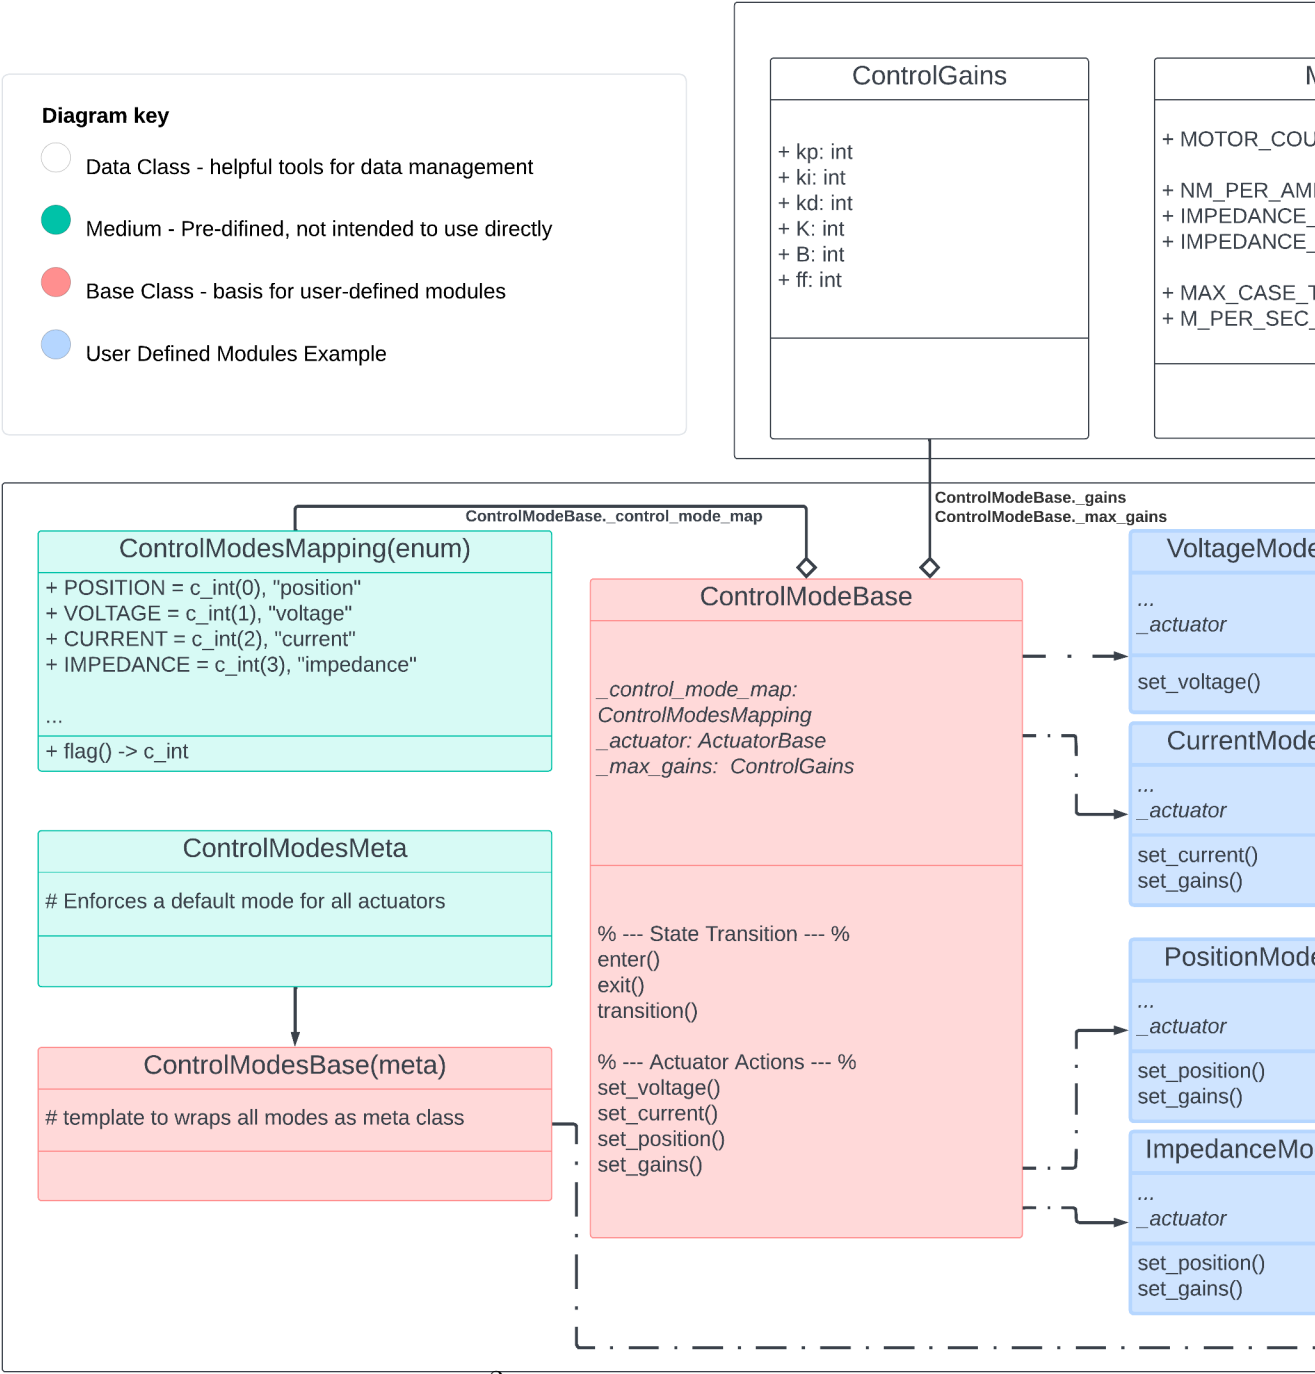 Diagram key
Data Class - helpful tools for data management
Medium - Pre-difined, not intended to use directly
Base Class - basis for user-defined modules
User Defined Modules Example
ControlGains
+ kp: int
+ ki: int
+ kd: int
+ K: int
+ B: int
+ ff: int
+ MOTOR_COU
+ NM_PER_AM
+ IMPEDANCE_
+ IMPEDANCE_
+ MAX_CASE_T
+ M_PER_SEC_
ControlModeBase._control_mode_map
ControlModeBase._gains
ControlModeBase._max_gains
ControlModesMapping(enum)
+ POSITION = c_int(0), "position"
+ VOLTAGE = c_int(1), "voltage"
+ CURRENT = c_int(2), "current"
+ IMPEDANCE = c_int(3), "impedance"
...
+ flag() -> c_int
ControlModesMeta
# Enforces a default mode for all actuators
ControlModesBase(meta)
# template to wraps all modes as meta class
ControlModeBase
_control_mode_map:
ControlModesMapping
_actuator: ActuatorBase
_max_gains:  ControlGains
% --- State Transition --- %
enter()
exit()
transition()
% --- Actuator Actions --- %
set_voltage()
set_current()
set_position()
set_gains()
VoltageMode
...
_actuator
set_voltage()
CurrentMode
...
_actuator
set_current()
set_gains()
PositionMode
...
_actuator
set_position()
set_gains()
ImpedanceMo
...
_actuator
set_position()
set_gains()